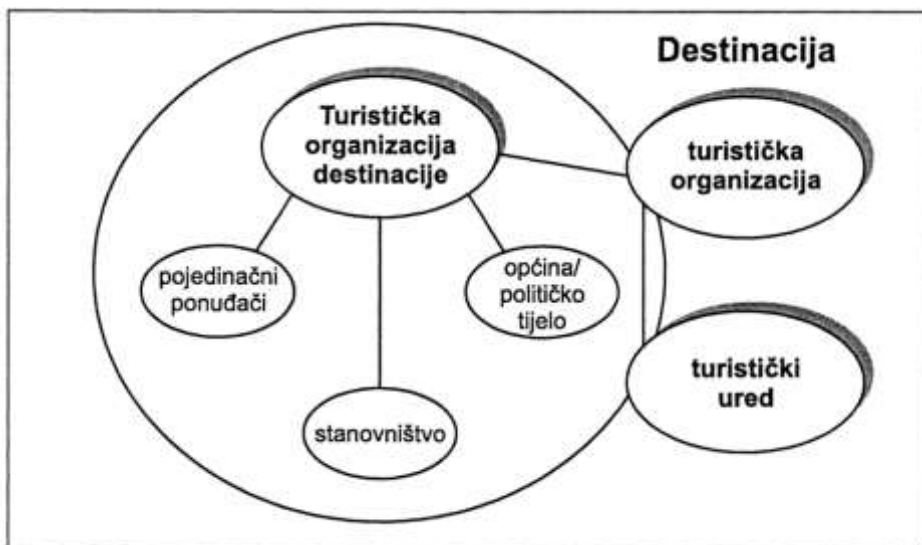 Destinacija
Turistička
organizacija
destinacije
turistička
organizacija
pojedinačni
ponuđači
općina/
političko
tijelo
turistički
ured
stanovništvo